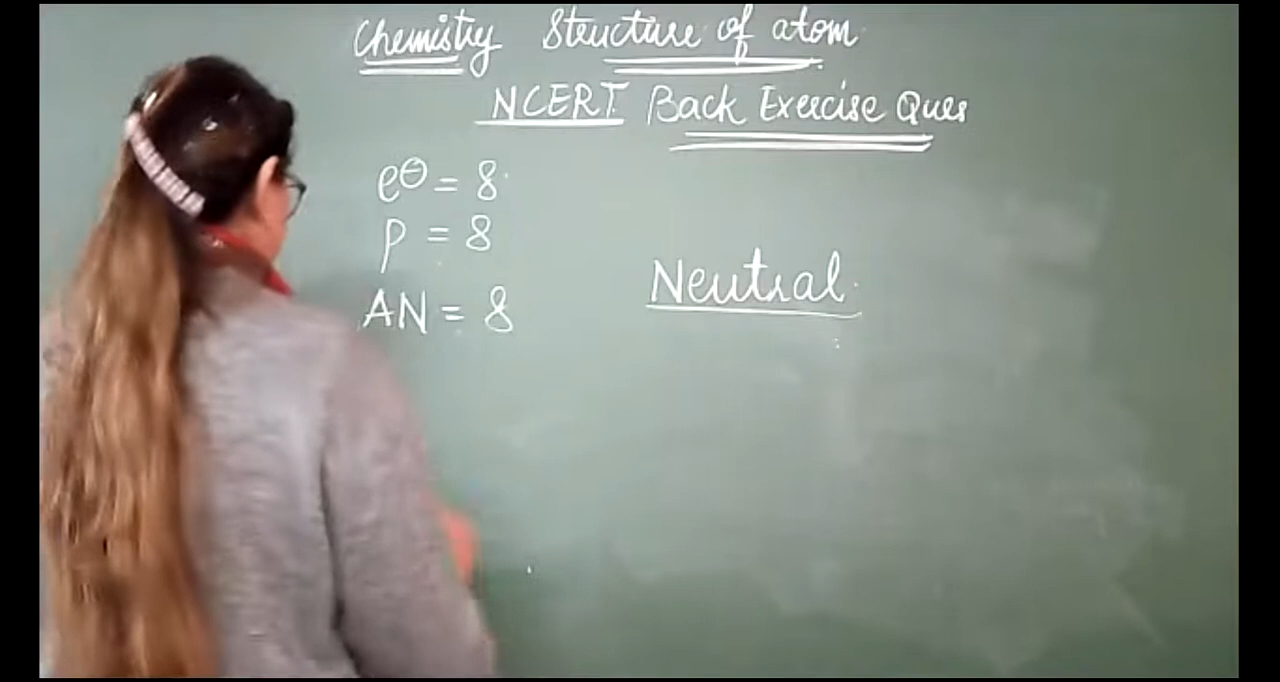 Chemistry Structure of atom
NCERT Back Exercise Ques
e⊖ = 8
p = 8
Neutral
AN = 8